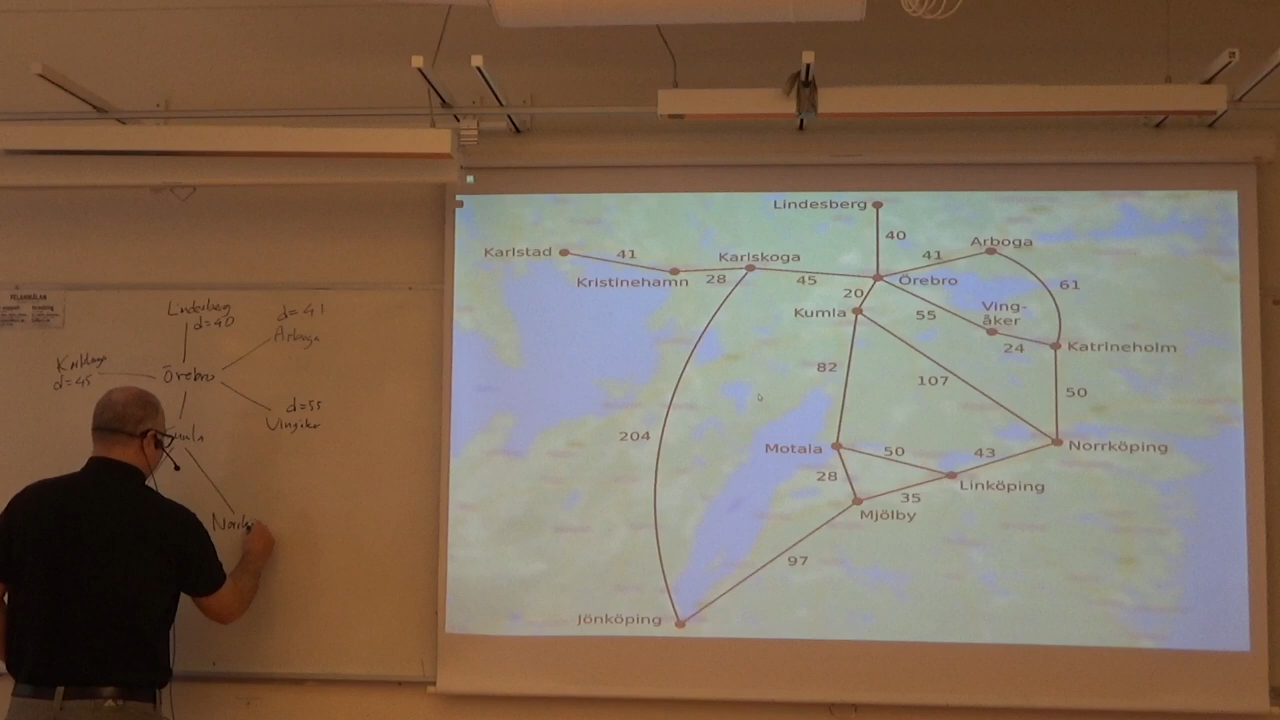 FELANMÄLAN
Lindesberg
d=40
d=41
Arboga
d=45
Örebro
d=55
Lindesberg
40
Karlstad
41
Kristinehamn
28
Karlskoga
45
41
Arboga
Örebro
61
20
Kumla
55
Ving-
åker
24
Katrineholm
82
107
50
204
Motala
50
43
Norrköping
28
35
Linköping
Mjölby
97
Jönköping